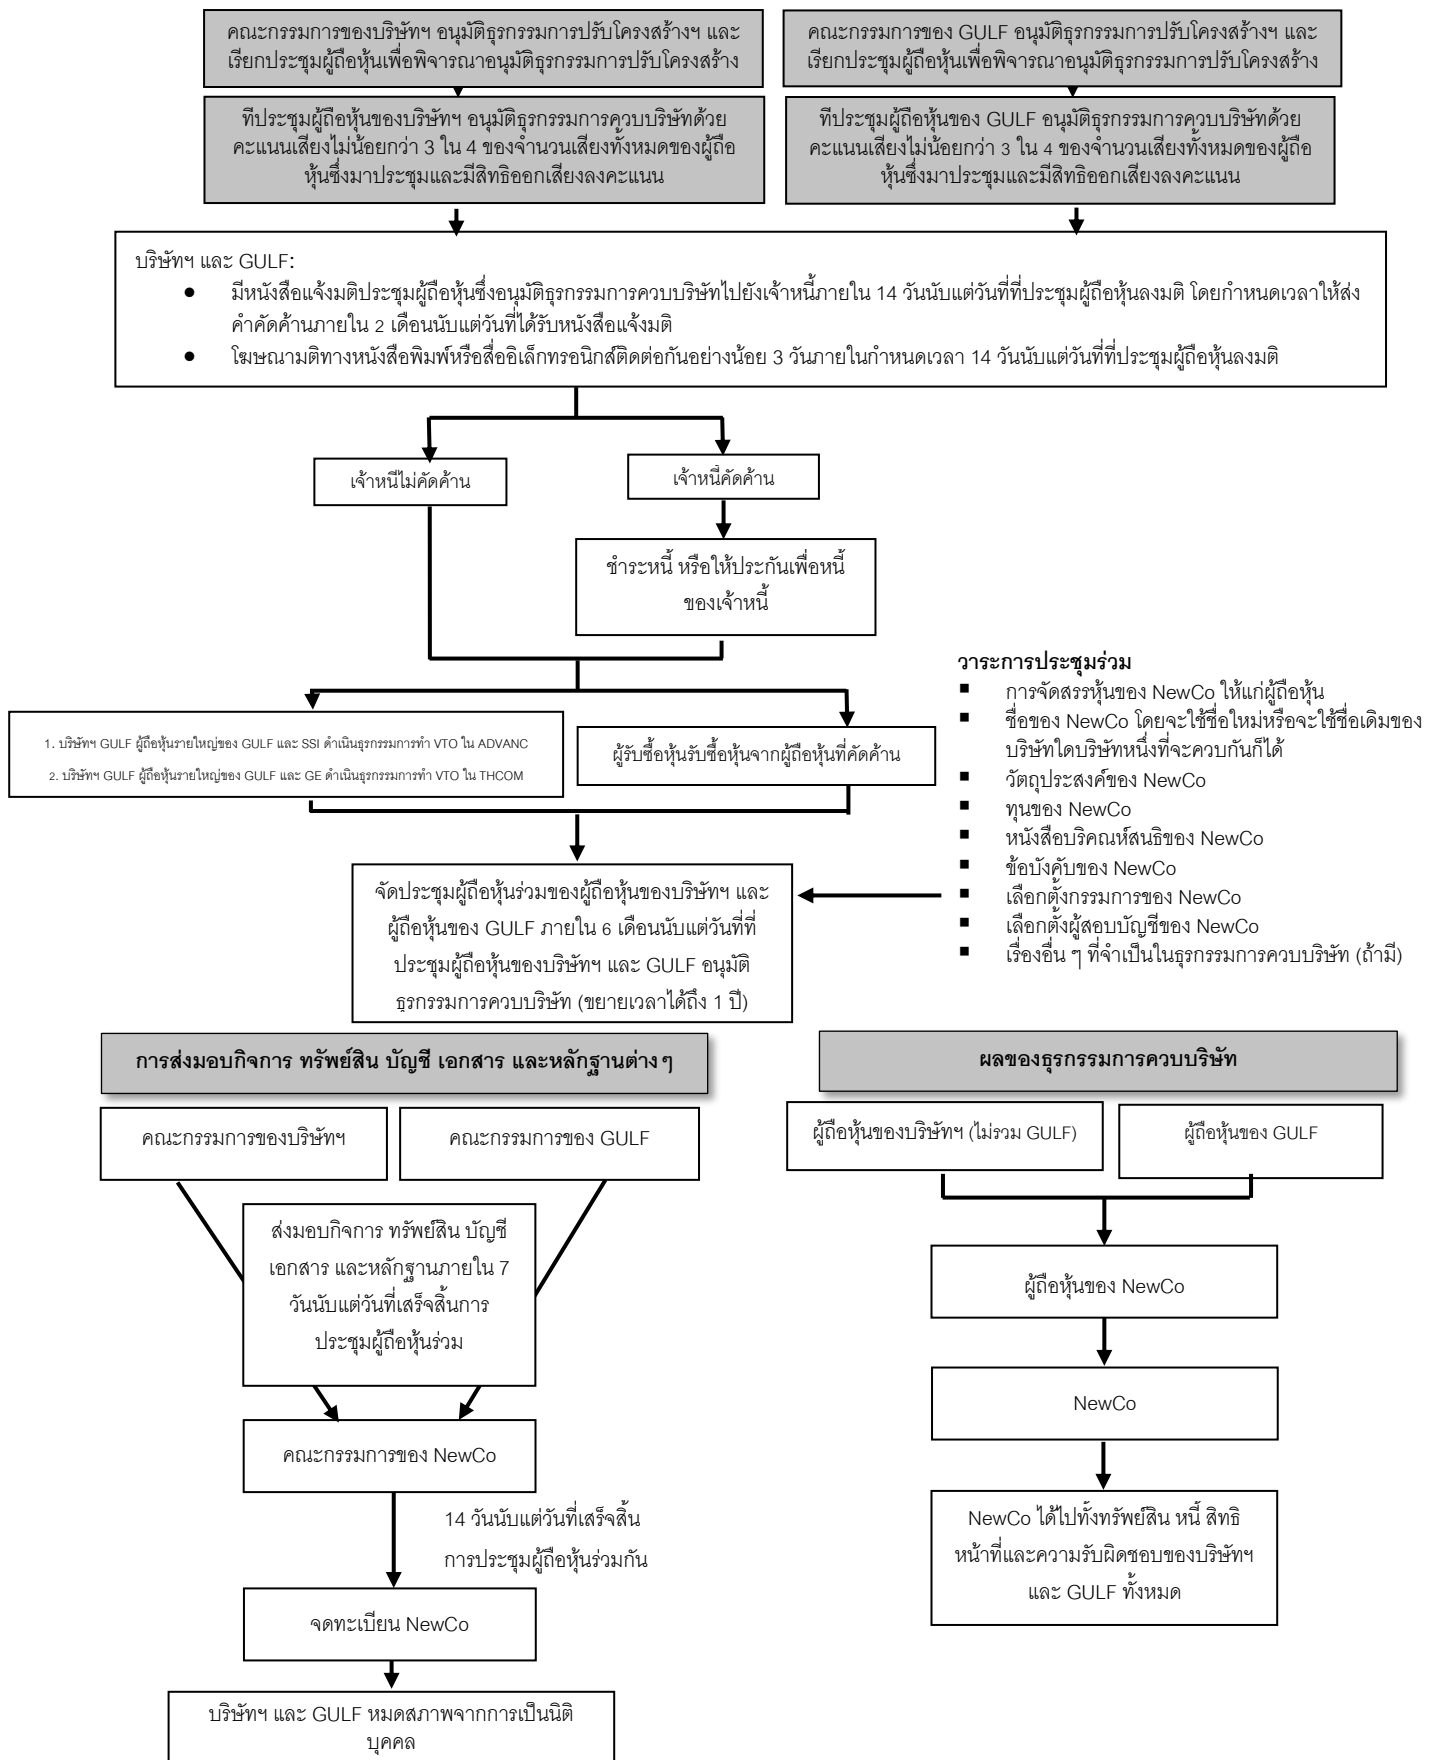 คณะกรรมการของบริษัทฯ อนุมัติธุรกรรมการปรับโครงสร้างฯ และ
เรียกประชุมผู้ถือหุ้นเพื่อพิจารณาอนุมัติธุรกรรมการปรับโครงสร้าง
คณะกรรมการของ GULF อนุมัติธุรกรรมการปรับโครงสร้างฯ และ
เรียกประชุมผู้ถือหุ้นเพื่อพิจารณาอนุมัติธุรกรรมการปรับโครงสร้าง
ที่ประชุมผู้ถือหุ้นของบริษัทฯ อนุมัติธุรกรรมการควบบริษัทด้วย
คะแนนเสียงไม่น้อยกว่า 3 ใน 4 ของจำนวนเสียงทั้งหมดของผู้ถือ
หุ้นซึ่งมาประชุมและมีสิทธิออกเสียงลงคะแนน
ที่ประชุมผู้ถือหุ้นของ GULF อนุมัติธุรกรรมการควบบริษัทด้วย
คะแนนเสียงไม่น้อยกว่า 3 ใน 4 ของจำนวนเสียงทั้งหมดของผู้ถือ
หุ้นซึ่งมาประชุมและมีสิทธิออกเสียงลงคะแนน
บริษัทฯ และ GULF:
● มีหนังสือแจ้งมติประชุมผู้ถือหุ้นซึ่งอนุมัติธุรกรรมการควบบริษัทไปยังเจ้าหนี้ภายใน 14 วันนับแต่วันที่ที่ประชุมผู้ถือหุ้นลงมติ โดยกำหนดเวลาให้ส่ง
คำคัดค้านภายใน 2 เดือนนับแต่วันที่ได้รับหนังสือแจ้งมติ
● โฆษณามติทางหนังสือพิมพ์หรือสื่ออิเล็กทรอนิกส์ติดต่อกันอย่างน้อย 3 วันภายในกำหนดเวลา 14 วันนับแต่วันที่ที่ประชุมผู้ถือหุ้นลงมติ
เจ้าหนี้ไม่คัดค้าน
เจ้าหนี้คัดค้าน
ชำระหนี้ หรือให้ประกันเพื่อหนี้
ของเจ้าหนี้
1. บริษัทฯ GULF ผู้ถือหุ้นรายใหญ่ของ GULF และ SSI ดำเนินธุรกรรมการทำ VTO ใน ADVANC
2. บริษัทฯ GULF ผู้ถือหุ้นรายใหญ่ของ GULF และ GE ดำเนินธุรกรรมการทำ VTO ใน THCOM
ผู้รับซื้อหุ้นรับซื้อหุ้นจากผู้ถือหุ้นที่คัดค้าน
วาระการประชุมร่วม
■ การจัดสรรหุ้นของ NewCo ให้แก่ผู้ถือหุ้น
■ ชื่อของ NewCo โดยจะใช้ชื่อใหม่หรือจะใช้ชื่อเดิมของ
บริษัทใดบริษัทหนึ่งที่จะควบกันก็ได้
■ วัตถุประสงค์ของ NewCo
■ ทุนของ NewCo
■ หนังสือบริคณห์สนธิของ NewCo
■ ข้อบังคับของ NewCo
■ เลือกตั้งกรรมการของ NewCo
■ เลือกตั้งผู้สอบบัญชีของ NewCo
■ เรื่องอื่น ๆ ที่จำเป็นในธุรกรรมการควบบริษัท (ถ้ามี)
จัดประชุมผู้ถือหุ้นร่วมของผู้ถือหุ้นของบริษัทฯ และ
ผู้ถือหุ้นของ GULF ภายใน 6 เดือนนับแต่วันที่ที่
ประชุมผู้ถือหุ้นของบริษัทฯ และ GULF อนุมัติ
ธุรกรรมการควบบริษัท (ขยายเวลาได้ถึง 1 ปี)
การส่งมอบกิจการ ทรัพย์สิน บัญชี เอกสาร และหลักฐานต่าง ๆ
คณะกรรมการของบริษัทฯ
คณะกรรมการของ GULF
ส่งมอบกิจการ ทรัพย์สิน บัญชี
เอกสาร และหลักฐานภายใน 7
วันนับแต่วันที่เสร็จสิ้นการ
ประชุมผู้ถือหุ้นร่วม
คณะกรรมการของ NewCo
14 วันนับแต่วันที่เสร็จสิ้น
การประชุมผู้ถือหุ้นร่วมกัน
จดทะเบียน NewCo
บริษัทฯ และ GULF หมดสภาพจากการเป็นนิติ
บุคคล
ผลของธุรกรรมการควบบริษัท
ผู้ถือหุ้นของบริษัทฯ (ไม่รวม GULF)
ผู้ถือหุ้นของ GULF
ผู้ถือหุ้นของ NewCo
NewCo
NewCo ได้ไปทั้งทรัพย์สิน หนี้ สิทธิ
หน้าที่และความรับผิดชอบของบริษัทฯ
และ GULF ทั้งหมด